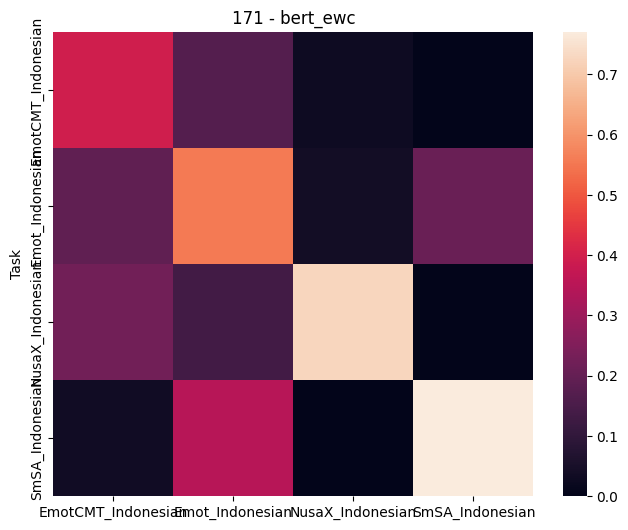 171 - bert_ewc
Task
EmotCMT_Indonesian
Emot_Indonesian
NusaX_Indonesian
SmSA_Indonesian
EmotCMT_Indonesian Emot_Indonesian NusaX_Indonesian SmSA_Indonesian
0.7
0.6
0.5
0.4
0.3
0.2
0.1
0.0